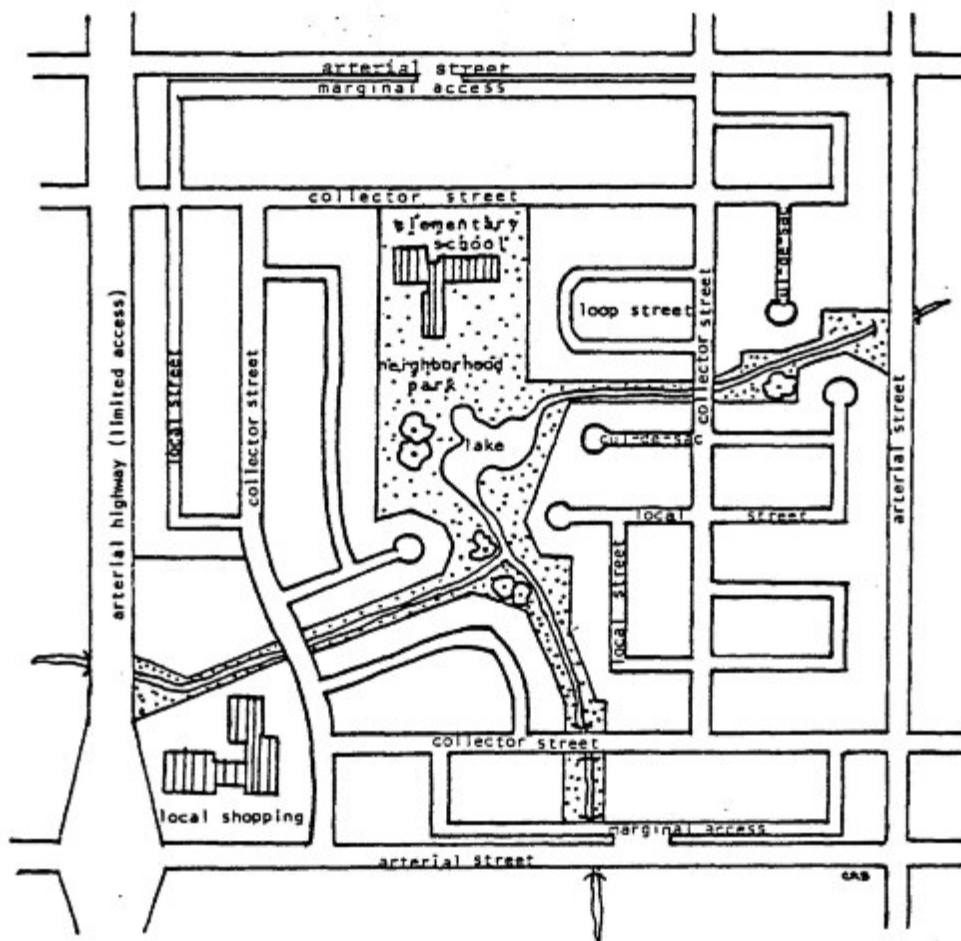 arterial street
marginal access
collector street
cul-de-sac
elementary
school
loop street
collector street
arterial highway (limited access)
local street
collector street
neighborhood
park
lake
cul-de-sac
arterial street
local street
local street
collector street
local shopping
marginal access
arterial street